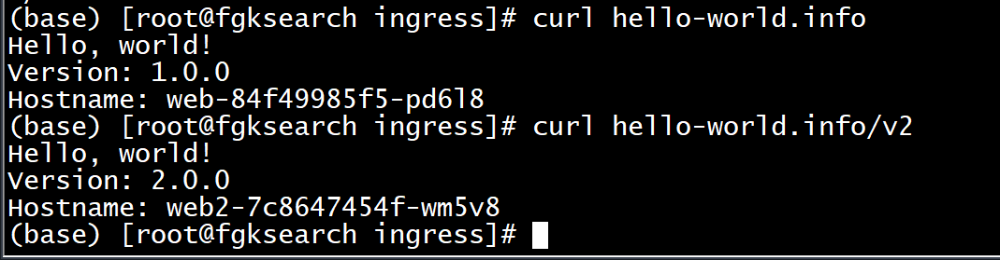 (base) [root@fgksearch ingress]# curl hello-world.info
Hello, world!
Version: 1.0.0
Hostname: web-84f49985f5-pd6l8
(base) [root@fgksearch ingress]# curl hello-world.info/v2
Hello, world!
Version: 2.0.0
Hostname: web2-7c8647454f-wm5v8
(base) [root@fgksearch ingress]#